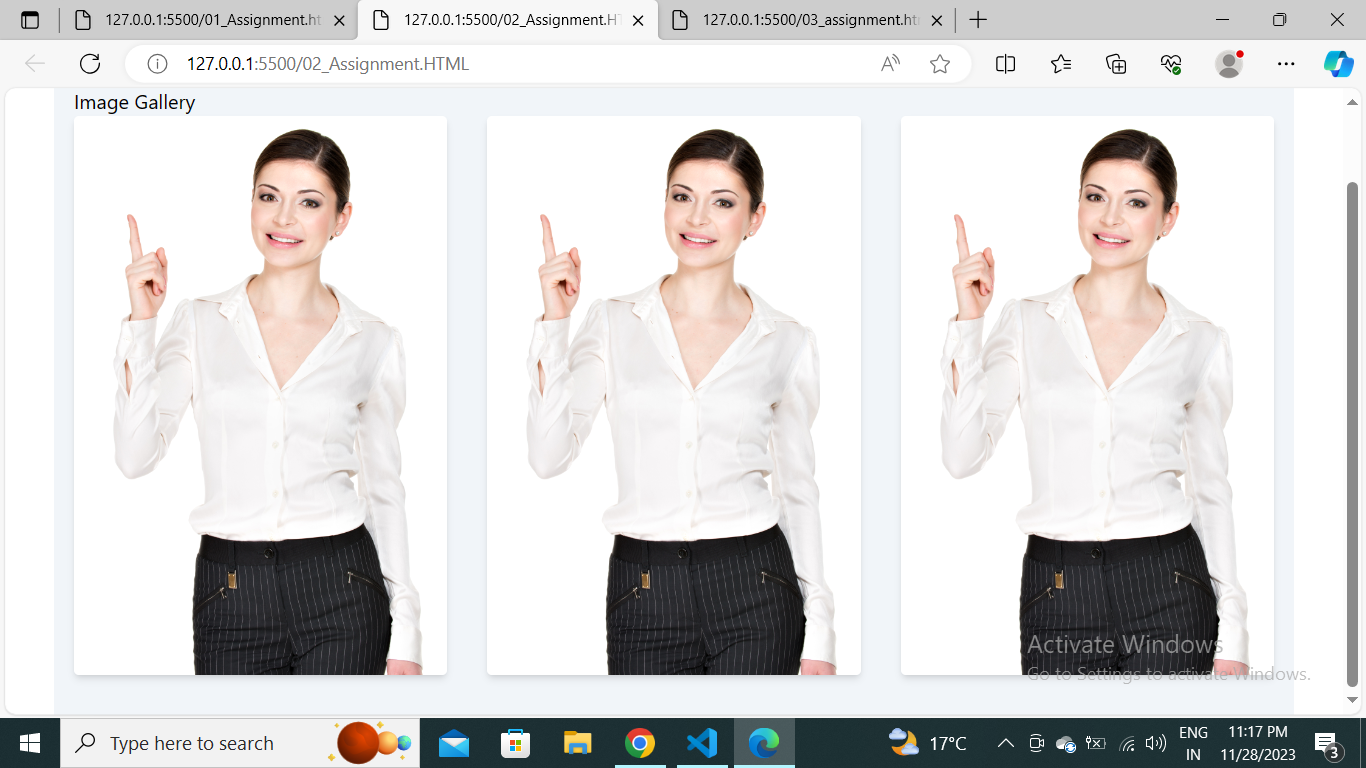 127.0.0.1:5500/01_Assignment.ht
127.0.0.1:5500/02_Assignment.HT
127.0.0.1:5500/03_assignment.ht
127.0.0.1:5500/02_Assignment.HTML
Image Gallery
Activate Windows
Go to Settings to activate Windows.
Type here to search
17°C
ENG
IN
11:17 PM
11/28/2023
3